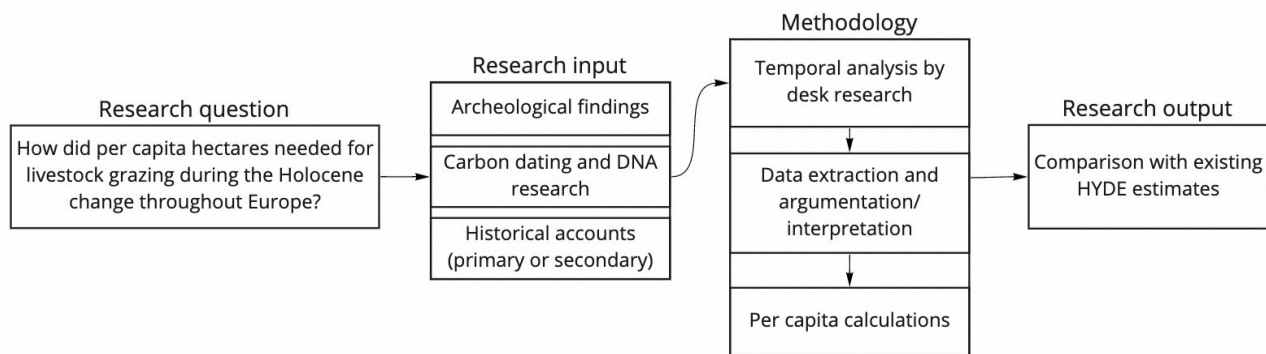 Research question
How did per capita hectares needed for
livestock grazing during the Holocene
change throughout Europe?
Research input
Archeological findings
Carbon dating and DNA
research
Historical accounts
(primary or secondary)
Methodology
Temporal analysis by
desk research
Data extraction and
argumentation/
interpretation
Per capita calculations
Research output
Comparison with existing
HYDE estimates